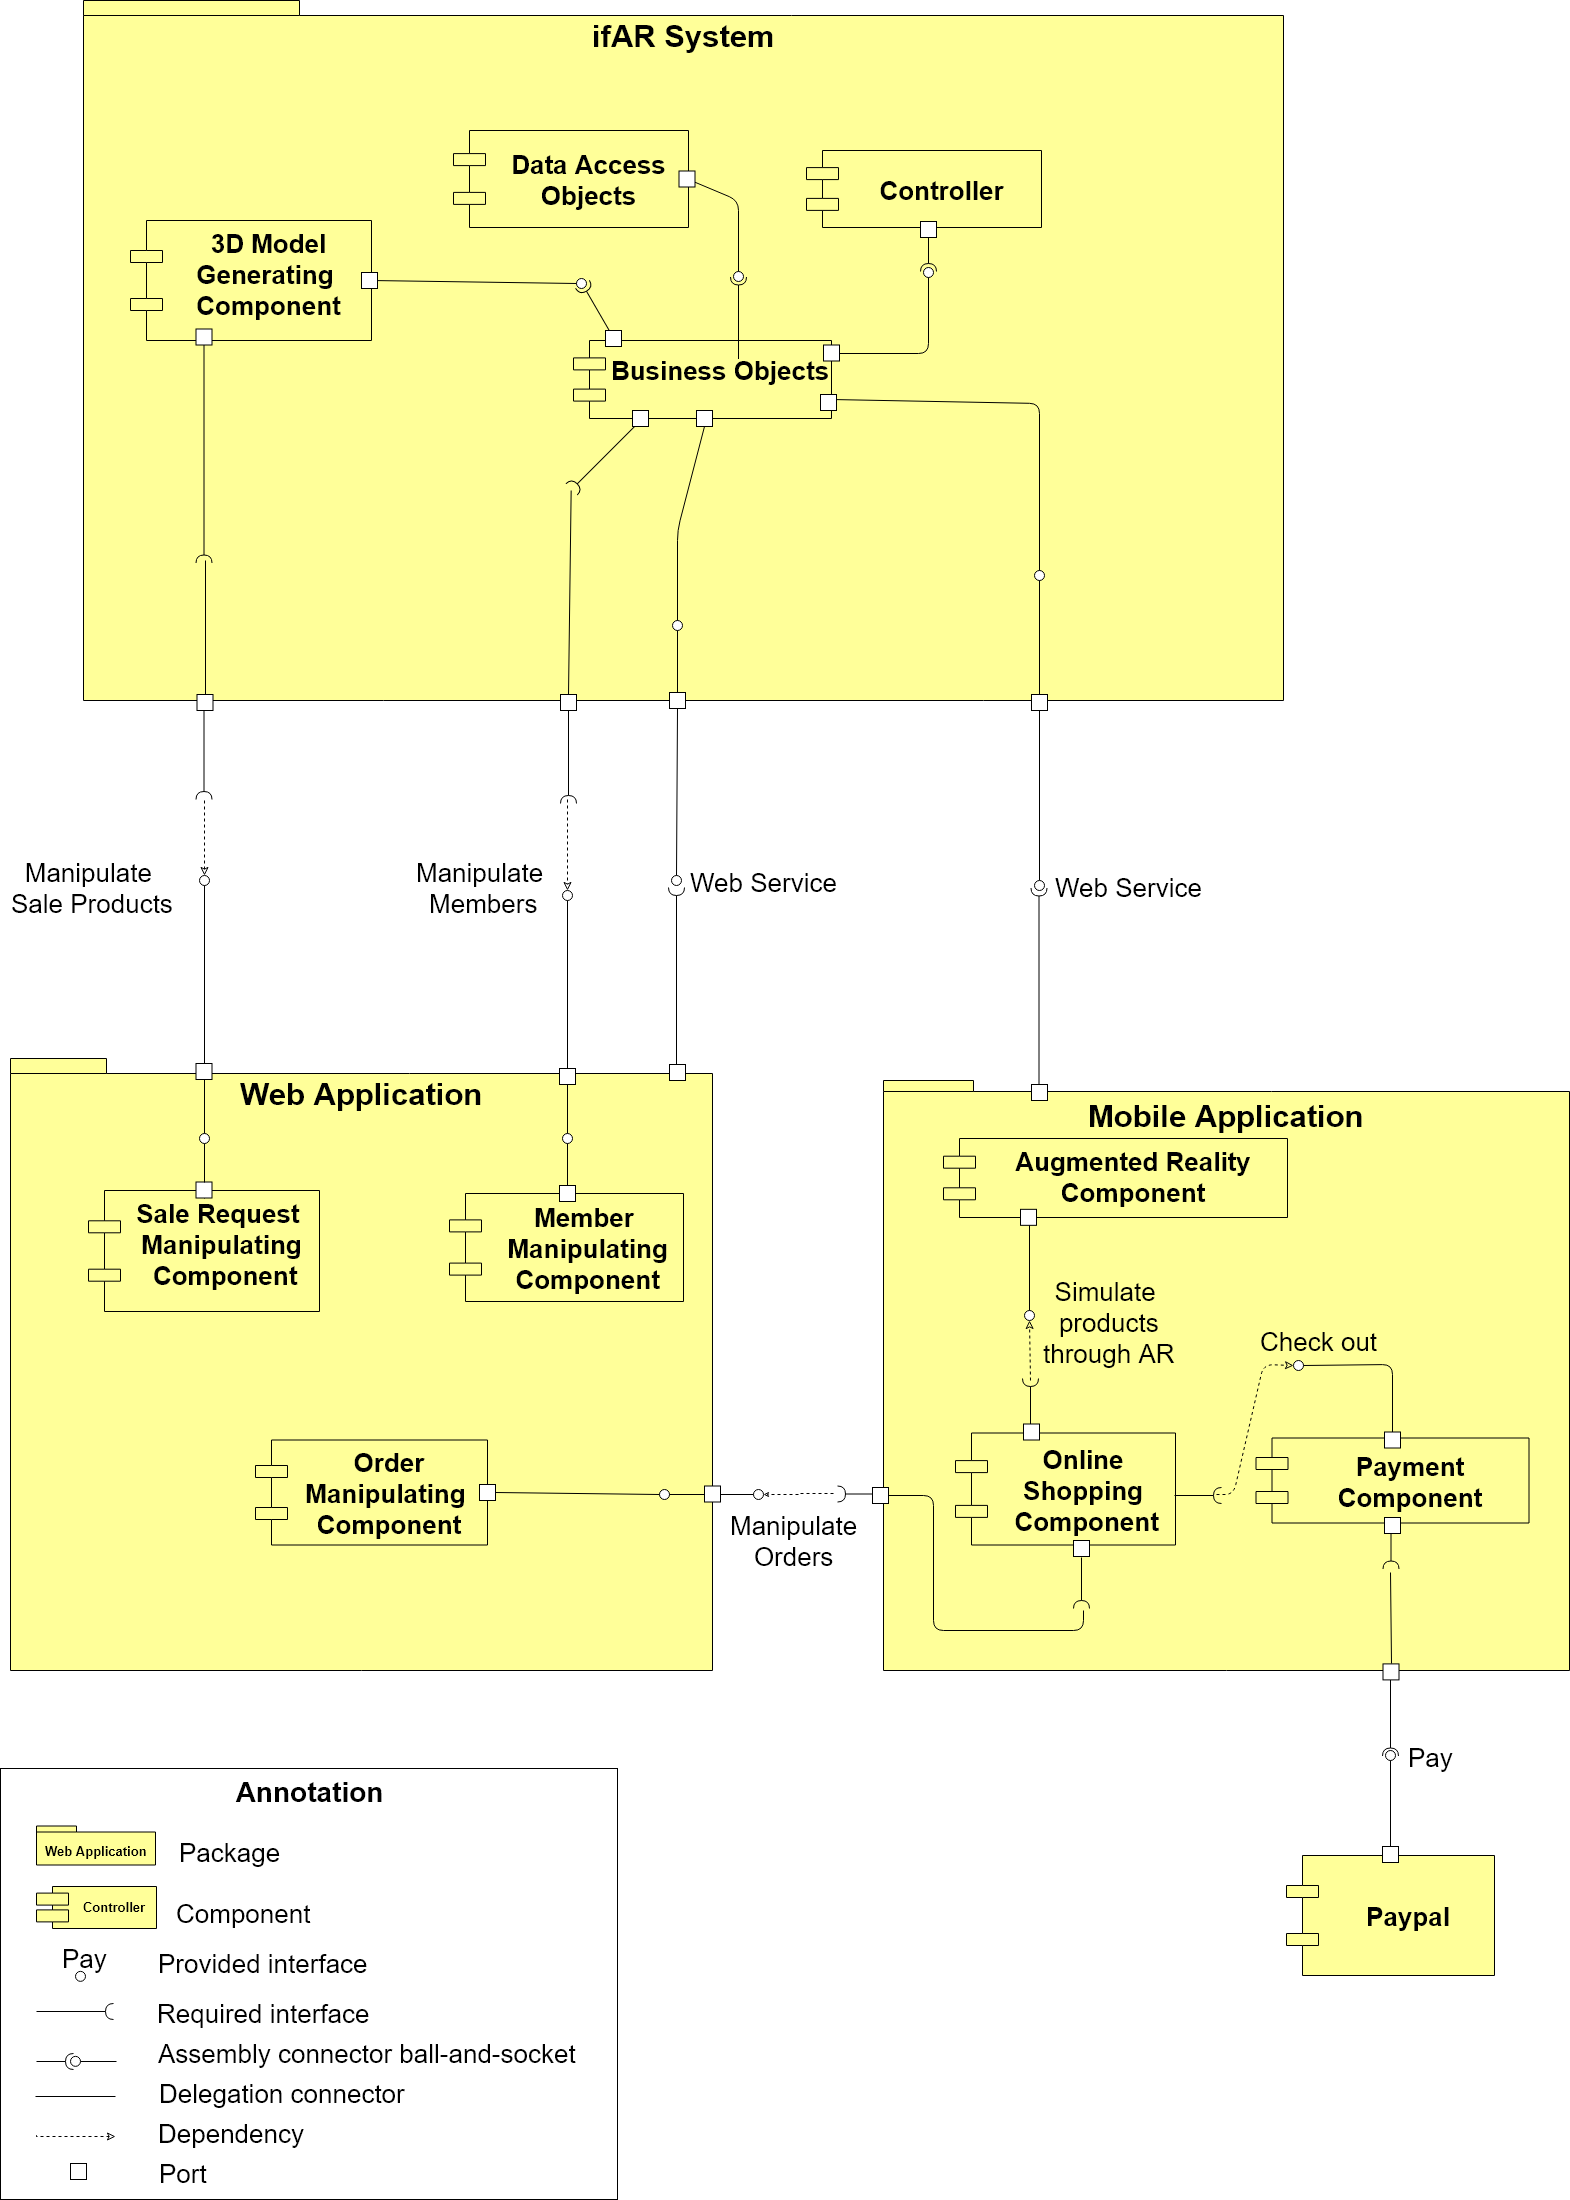 ifAR System
Data Access
Objects
Controller
3D Model
Generating
Component
Business Objects
Manipulate
Sale Products
Manipulate
Members
Web Service
Web Service
Web Application
Mobile Application
Augmented Reality
Component
Sale Request
Manipulating
Component
Member
Manipulating
Component
Simulate
products
through AR
Check out
Order
Manipulating
Component
Online
Shopping
Component
Payment
Component
Manipulate
Orders
Pay
Paypal
Annotation
Web Application
Package
Controller
Component
Pay
Provided interface
Required interface
Assembly connector ball-and-socket
Delegation connector
Dependency
Port